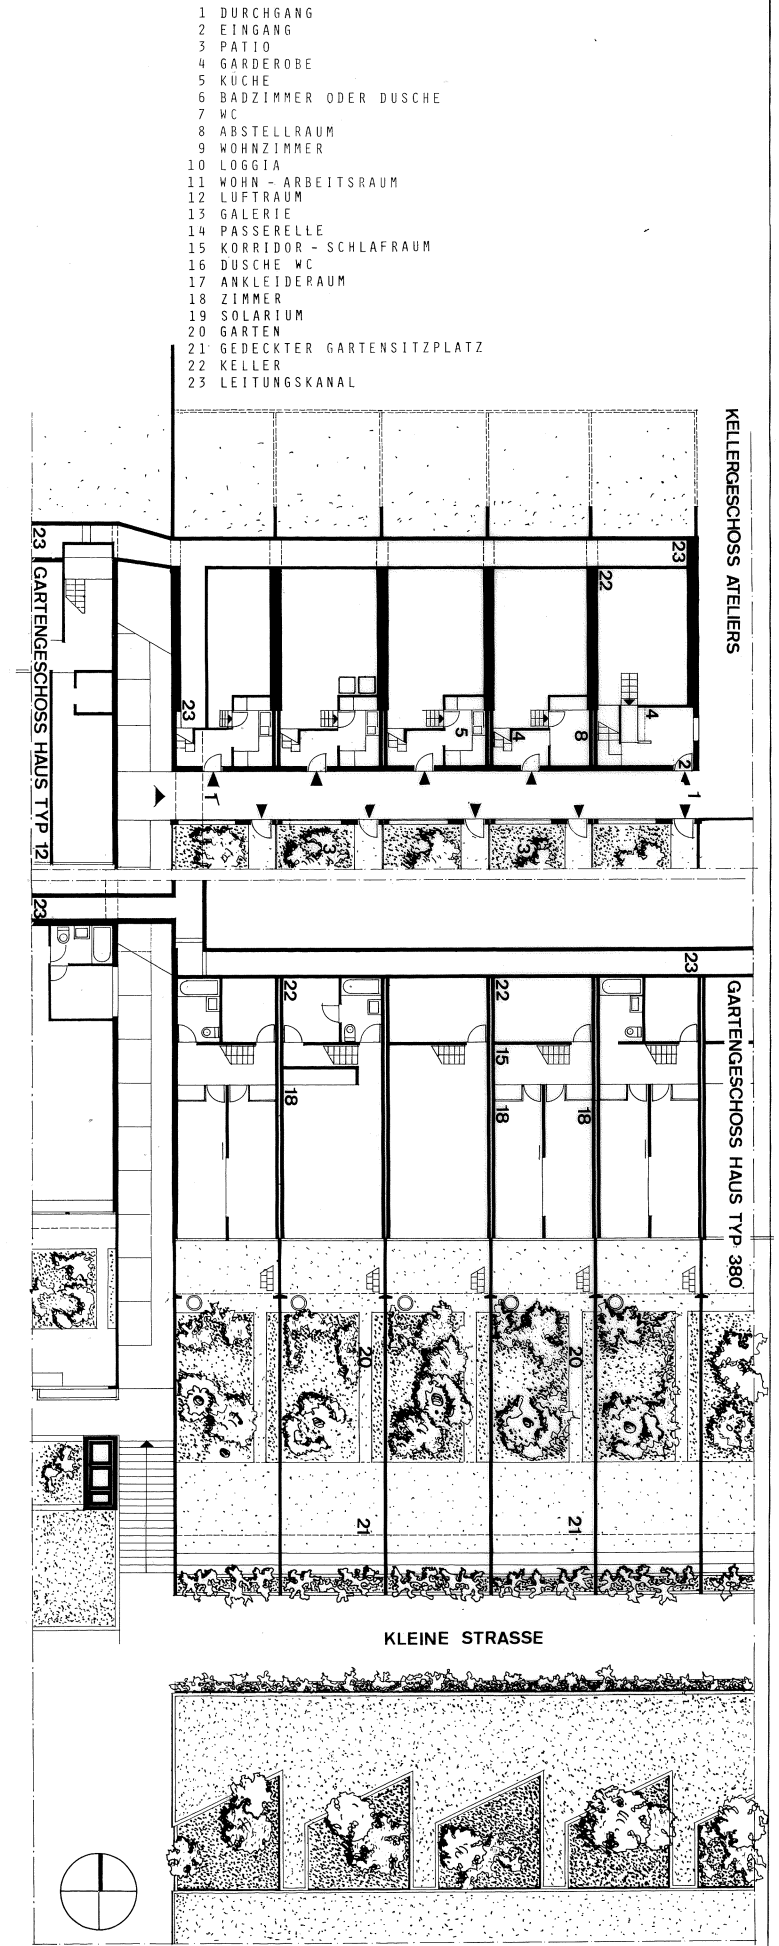 1 DURCHGANG
2 EINGANG
3 PATIO
4 GARDEROBE
5 KÜCHE
6 BADZIMMER ODER DUSCHE
7 WC
8 ABSTELLRAUM
9 WOHNZIMMER
10 LOGGIA
11 WOHN-ARBEITSRAUM
12 LUFTRAUM
13 GALERIE
14 PASSERELLE
15 KORRIDOR-SCHLAFRAUM
16 DUSCHE WC
17 ANKLEIDERAUM
18 ZIMMER
19 SOLARIUM
20 GARTEN
21 GEDECKTER GARTENSITZPLATZ
22 KELLER
23 LEITUNGSKANAL
KELLERGESCHOSS ATELIERS
23
23
22
GARTENGESCHOSS HAUS TYP 12
23
4
5
4
8
2
1
1
3
3
23
23
GARTENGESCHOSS HAUS TYP 380
22
22
15
18
18
18
20
20
21
21
KLEINE STRASSE